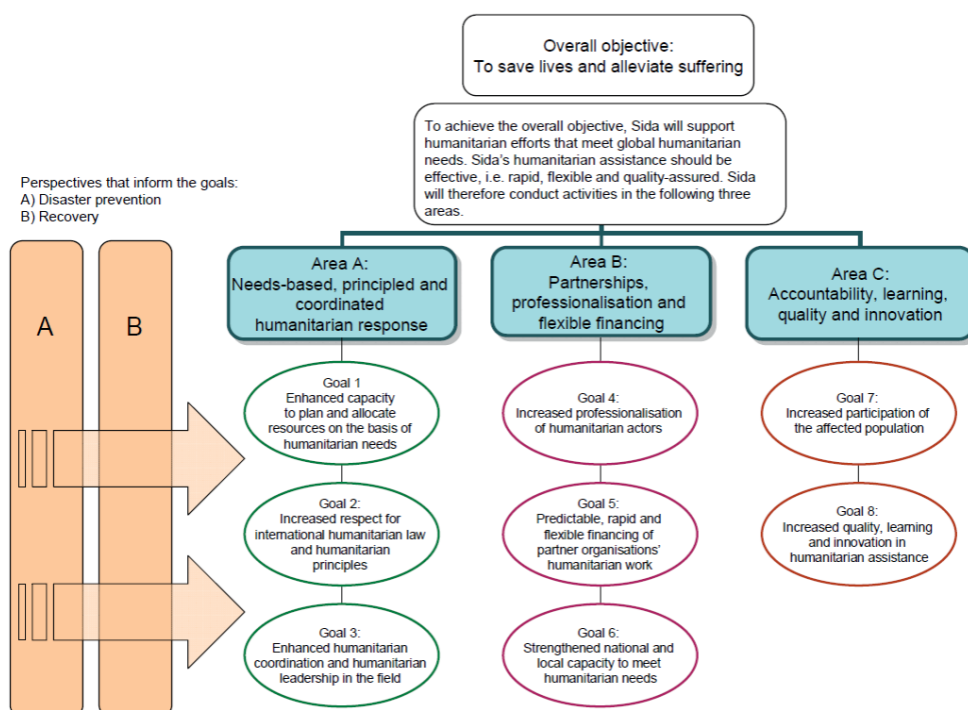 Overall objective:
To save lives and alleviate suffering
To achieve the overall objective, Sida will support
humanitarian efforts that meet global humanitarian
needs. Sida's humanitarian assistance should be
effective, i.e. rapid, flexible and quality-assured. Sida
will therefore conduct activities in the following three
areas.
Perspectives that inform the goals:
A) Disaster prevention
B) Recovery
A
B
Area A:
Needs-based, principled and
coordinated
humanitarian response
Goal 1
Enhanced capacity
to plan and allocate
resources on the basis of
humanitarian needs
Goal 2:
Increased respect for
international humanitarian law
and humanitarian
principles
Goal 3:
Enhanced humanitarian
coordination and humanitarian
leadership in the field
Area B:
Partnerships,
professionalisation and
flexible financing
Goal 4:
Increased professionalisation
of humanitarian actors
Goal 5:
Predictable, rapid and
flexible financing of
partner organisations'
humanitarian work
Goal 6:
Strengthened national and
local capacity to meet
humanitarian needs
Area C:
Accountability, learning,
quality and innovation
Goal 7:
Increased participation of
the affected population
Goal 8:
Increased quality, learning
and innovation in
humanitarian assistance